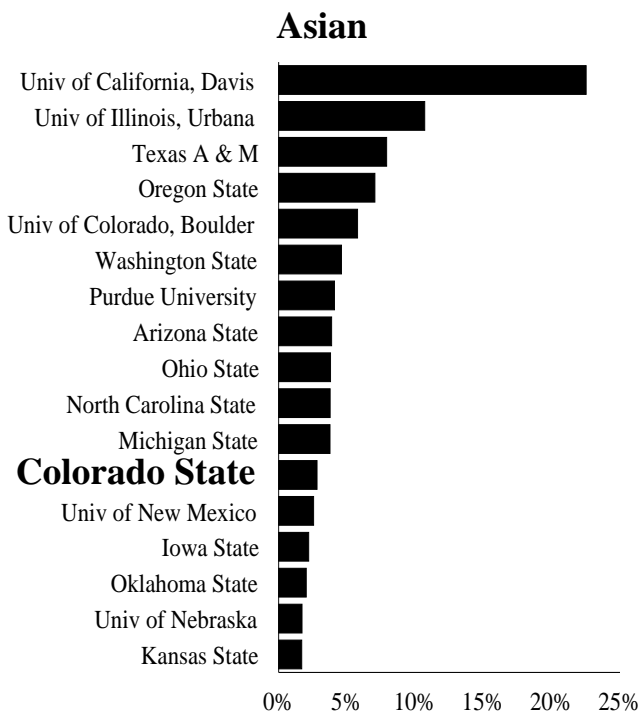 Asian
Univ of California, Davis
Univ of Illinois, Urbana
Texas A & M
Oregon State
Univ of Colorado, Boulder
Washington State
Purdue University
Arizona State
Ohio State
North Carolina State
Michigan State
Colorado State
Univ of New Mexico
Iowa State
Oklahoma State
Univ of Nebraska
Kansas State
0% 5% 10% 15% 20% 25%